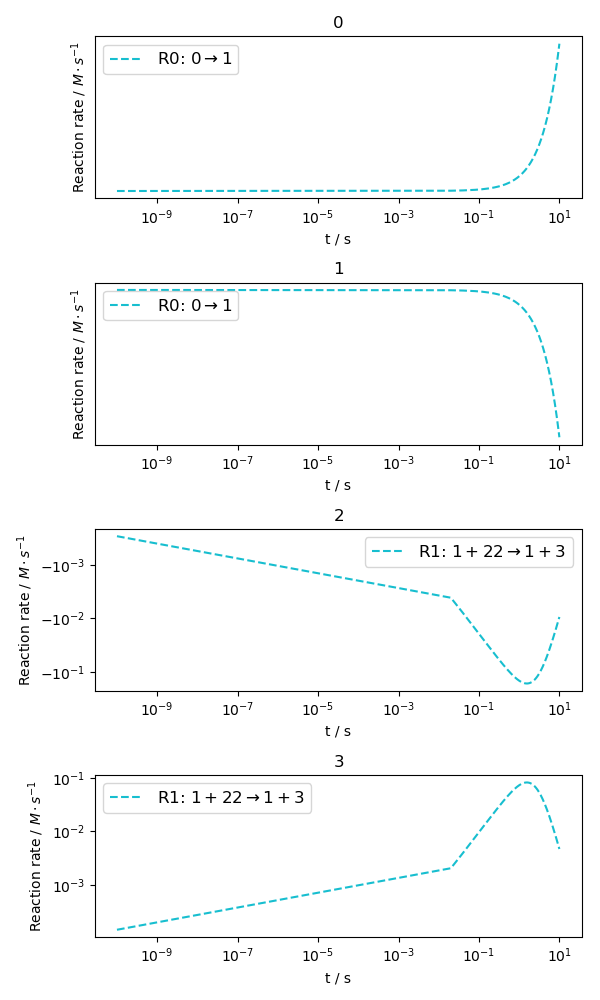 0
Reaction rate / M · s⁻¹
R0: 0 → 1
10⁻⁹ 10⁻⁷ 10⁻⁵ 10⁻³ 10⁻¹ 10¹
t / s
1
Reaction rate / M · s⁻¹
R0: 0 → 1
10⁻⁹ 10⁻⁷ 10⁻⁵ 10⁻³ 10⁻¹ 10¹
t / s
2
Reaction rate / M · s⁻¹
R1: 1 + 22 → 1 + 3
−10⁻³
−10⁻²
−10⁻¹
10⁻⁹ 10⁻⁷ 10⁻⁵ 10⁻³ 10⁻¹ 10¹
t / s
3
Reaction rate / M · s⁻¹
10⁻¹
R1: 1 + 22 → 1 + 3
10⁻²
10⁻³
10⁻⁹ 10⁻⁷ 10⁻⁵ 10⁻³ 10⁻¹ 10¹
t / s